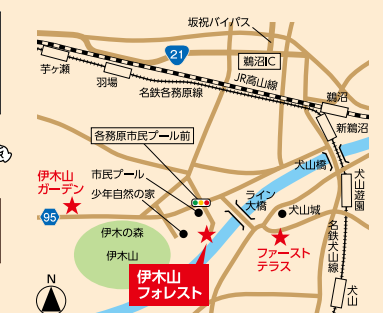 坂祝バイパス
21
鵜沼IC
芋ヶ瀬
羽場
JR高山線
名鉄各務原線
鵜沼
新鵜沼
各務原市民プール前
犬山橋
伊木山
ガーデン
市民プール
少年自然の家
ライン
大橋
犬山城
犬山遊園
95
伊木の森
伊木山
ファースト
テラス
名鉄犬山線
伊木山
フォレスト
N
犬山